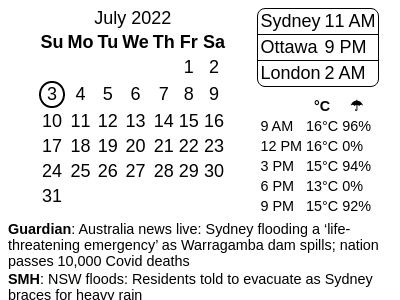 July 2022
Su Mo Tu We Th Fr Sa
1 2
3 4 5 6 7 8 9
10 11 12 13 14 15 16
17 18 19 20 21 22 23
24 25 26 27 28 29 30
31
Sydney 11 AM
Ottawa 9 PM
London 2 AM
°C ☂
9 AM 16°C 96%
12 PM 16°C 0%
3 PM 15°C 94%
6 PM 13°C 0%
9 PM 15°C 92%
Guardian: Australia news live: Sydney flooding a ‘life-
threatening emergency’ as Warragamba dam spills; nation
passes 10,000 Covid deaths
SMH: NSW floods: Residents told to evacuate as Sydney
braces for heavy rain